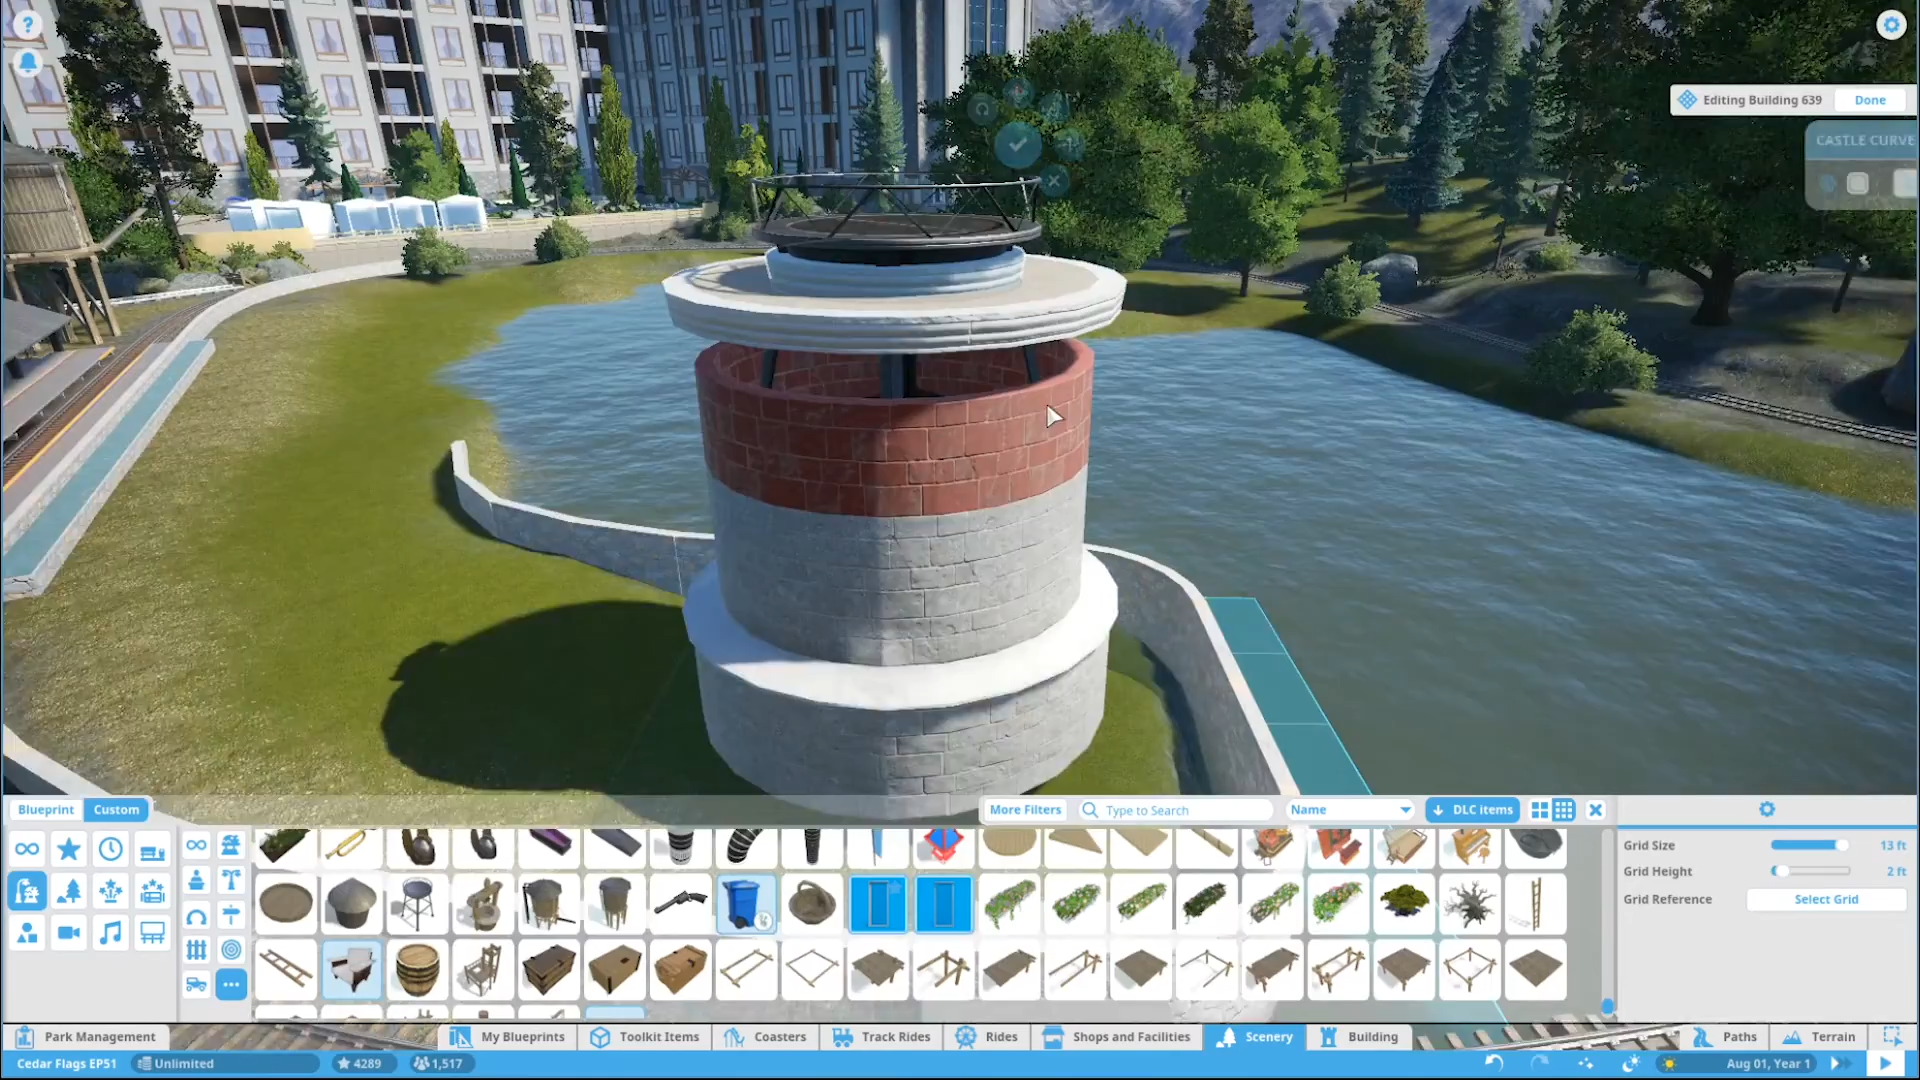 ?
Editing Building 639 Done
CASTLE CURVE
Blueprint Custom
More Filters Type to Search Name DLC items
Grid Size 13 ft
Grid Height 2 ft
Grid Reference Select Grid
Park Management My Blueprints Toolkit Items Coasters Track Rides Rides Shops and Facilities Scenery Building Paths Terrain
Cedar Flags EP51 Unlimited 4289 1,517 Aug 01, Year 1